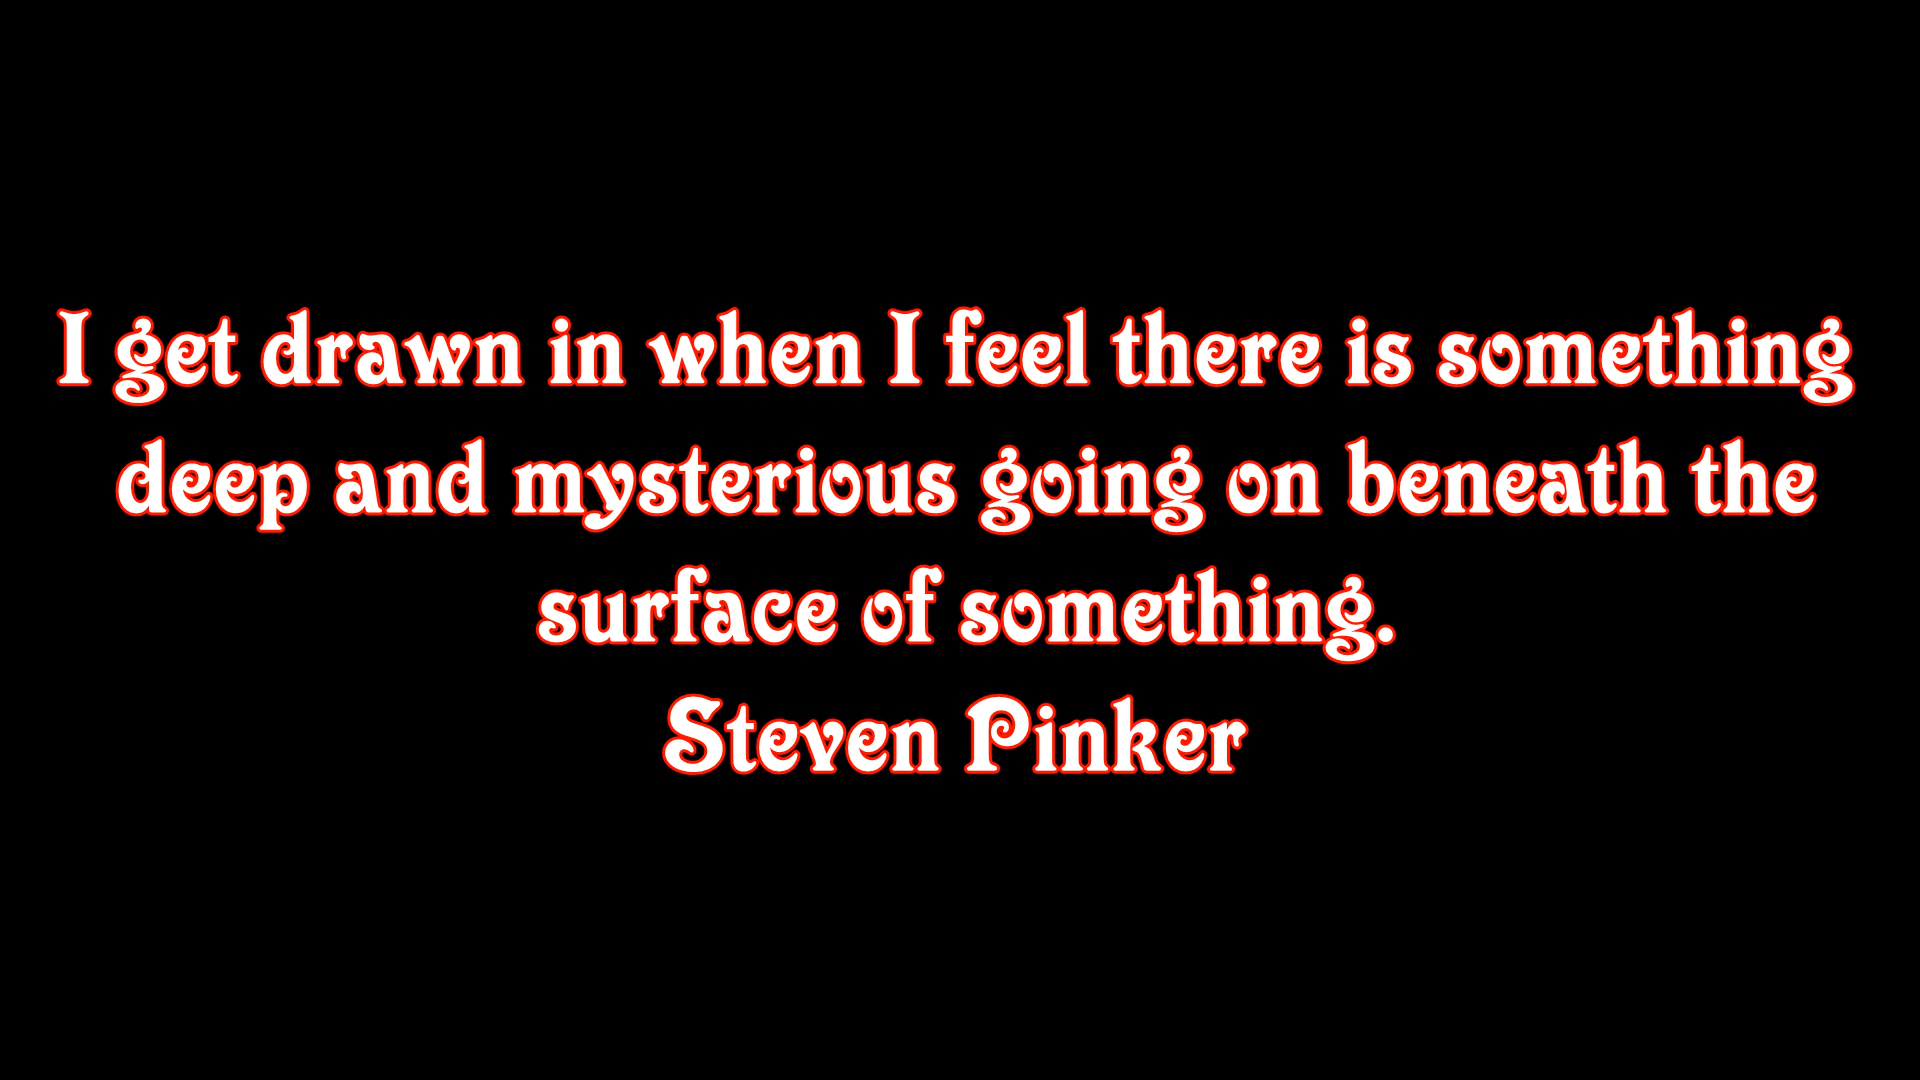 I get drawn in when I feel there is something
deep and mysterious going on beneath the
surface of something.
Steven Pinker